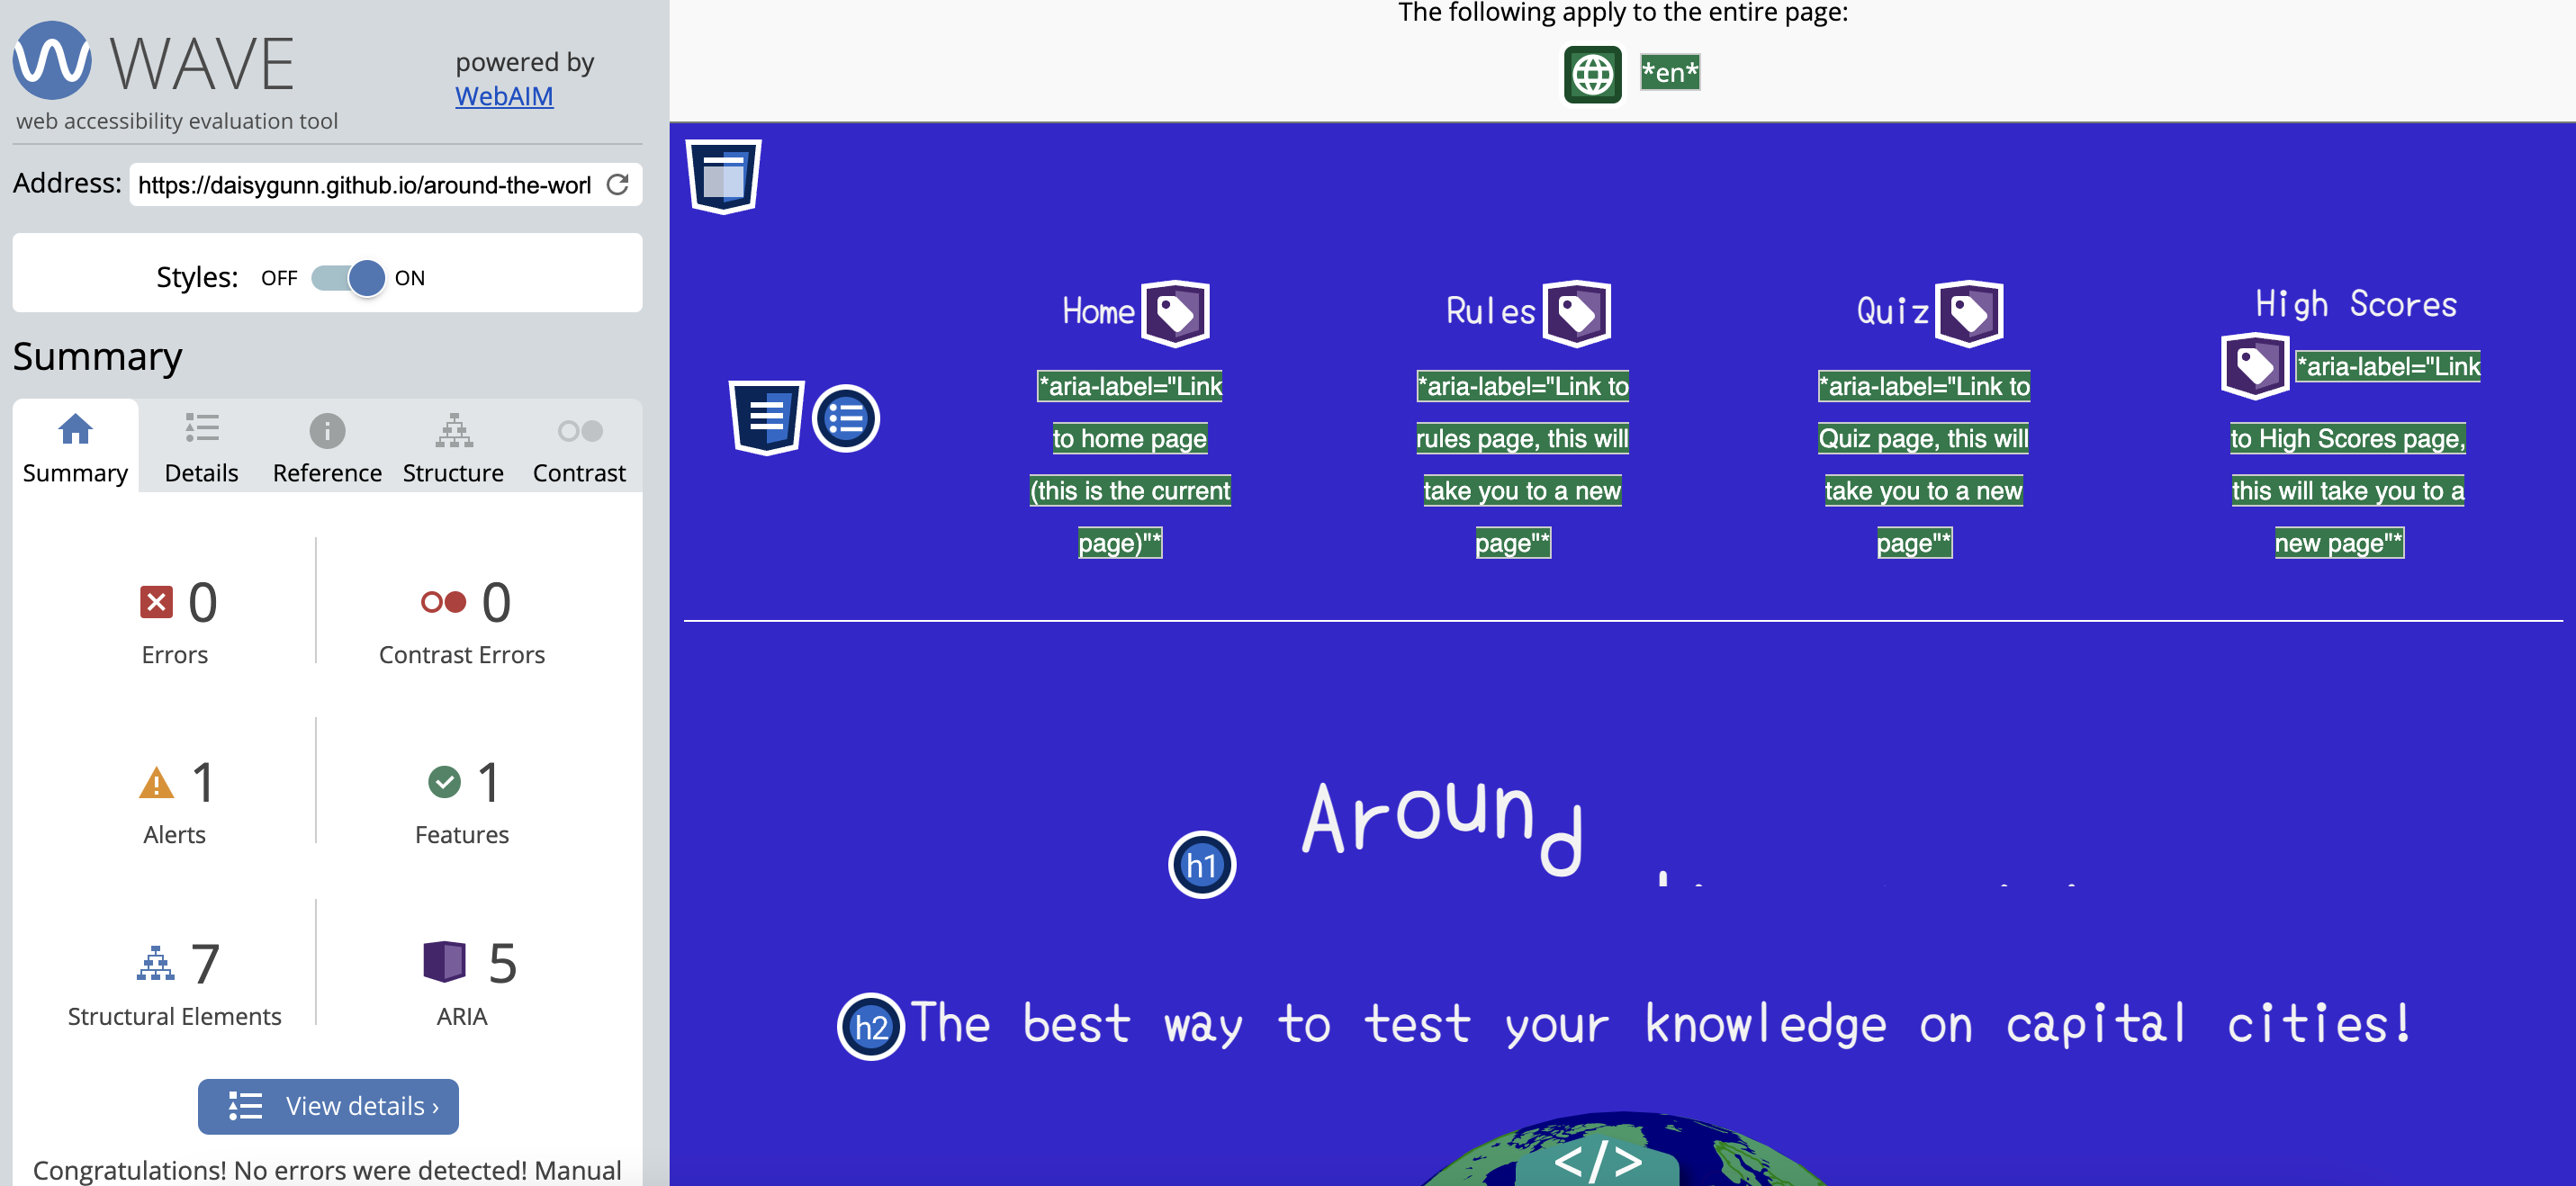 WAVE
powered by
WebAIM
web accessibility evaluation tool
Address: https://daisygunn.github.io/around-the-worl
Styles: OFF ON
Summary
Summary Details Reference Structure Contrast
0 0
Errors Contrast Errors
1 1
Alerts Features
7 5
Structural Elements ARIA
View details ›
Congratulations! No errors were detected! Manual
The following apply to the entire page:
*en*
Home Rules Quiz High Scores
*aria-label="Link
to home page
(this is the current
page)"*
*aria-label="Link to
rules page, this will
take you to a new
page"*
*aria-label="Link to
Quiz page, this will
take you to a new
page"*
*aria-label="Link
to High Scores page,
this will take you to a
new page"*
h1 Around
h2 The best way to test your knowledge on capital cities!
</>